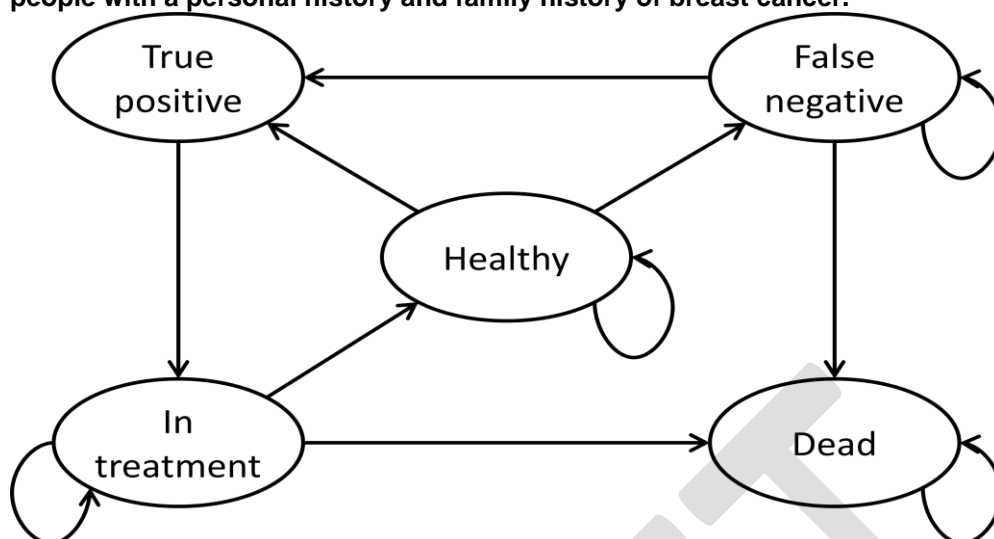 people with a personal history and family history of breast cancer.
True
positive
False
negative
Healthy
In
treatment
Dead